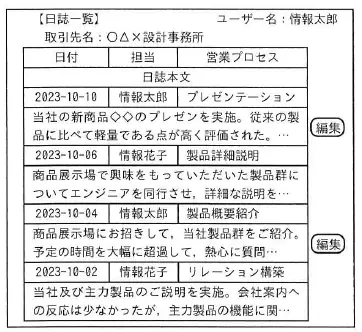 【日誌一覧】 ユーザー名：情報太郎
取引先名：〇△×設計事務所
日付 担当 営業プロセス
日誌本文
2023-10-10 情報太郎 プレゼンテーション
当社の新商品◇◇のプレゼンを実施。従来の製
品に比べて軽量である点が高く評価された。… 編集
2023-10-06 情報花子 製品詳細説明
商品展示場で興味をもっていただいた製品群に
ついてエンジニアを同行させ，詳細な説明を…
2023-10-04 情報太郎 製品概要紹介
商品展示場にお招きして，当社製品群をご紹介。
予定の時間を大幅に超過して，熱心に質問… 編集
2023-10-02 情報花子 リレーション構築
当社及び主力製品のご説明を実施。会社案内へ
の反応は少なかったが，主力製品の機能に関…